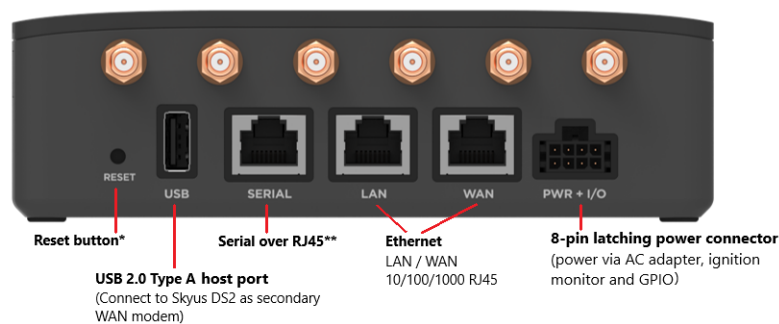 RESET
USB
SERIAL
LAN
WAN
PWR + I/O
Reset button*
Serial over RJ45**
Ethernet
LAN / WAN
10/100/1000 RJ45
8-pin latching power connector
(power via AC adapter, ignition
monitor and GPIO)
USB 2.0 Type A host port
(Connect to Skyus DS2 as secondary
WAN modem)